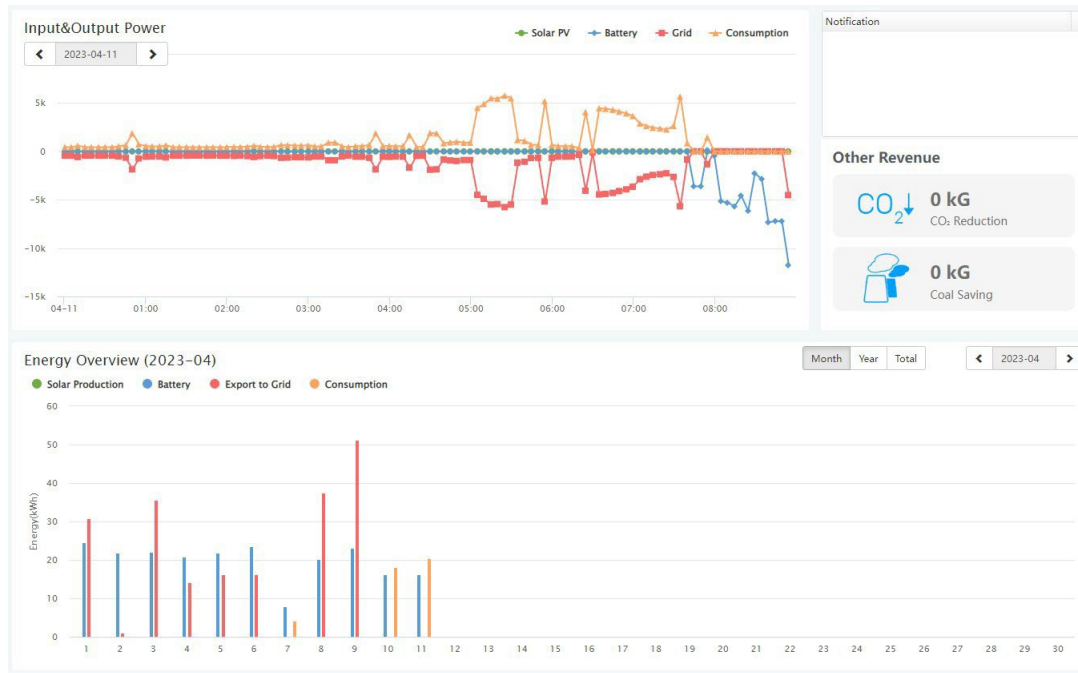 Input&Output Power
Solar PV Battery Grid Consumption
2023-04-11
5k
0
-5k
-10k
-15k
04-11 01:00 02:00 03:00 04:00 05:00 06:00 07:00 08:00
Notification
Other Revenue
CO2
0 kG
CO₂ Reduction
0 kG
Coal Saving
Energy Overview (2023-04)
Month Year Total
2023-04
Solar Production Battery Export to Grid Consumption
Energy(kWh)
60
50
40
30
20
10
0
1 2 3 4 5 6 7 8 9 10 11 12 13 14 15 16 17 18 19 20 21 22 23 24 25 26 27 28 29 30